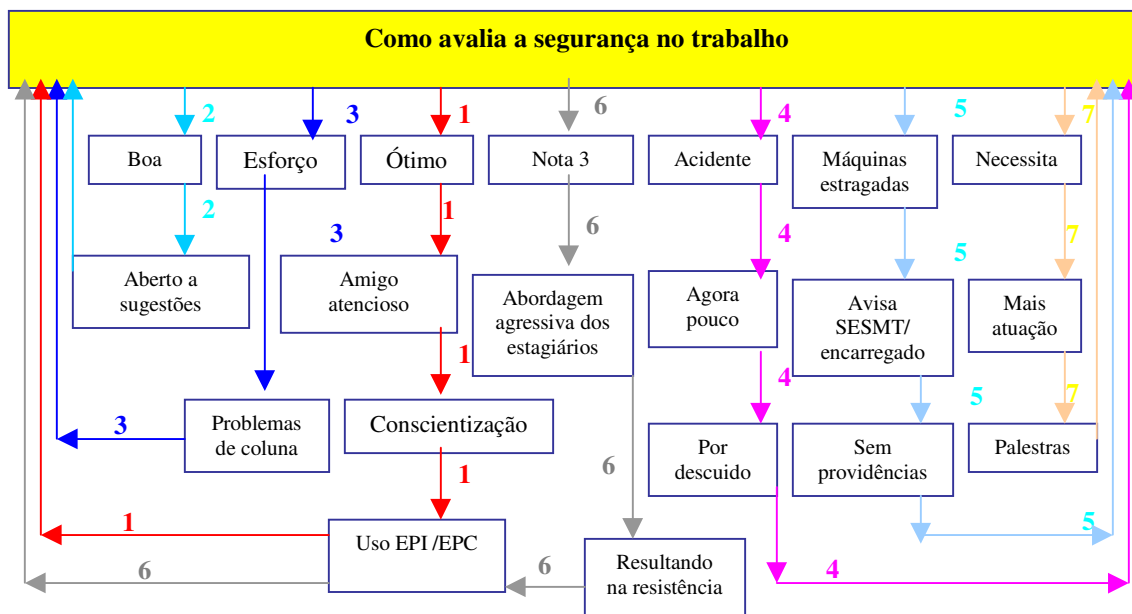 Como avalia a segurança no trabalho
2
3
1
6
4
5
7
Boa
Esforço
Ótimo
Nota 3
Acidente
Máquinas
estragadas
Necessita
2
3
1
6
4
5
7
Aberto a
sugestões
Amigo
atencioso
Abordagem
agressiva dos
estagiários
Agora
pouco
Avisa
SESMT/
encarregado
Mais
atuação
1
4
5
7
3
Problemas
de coluna
Conscientização
Por
descuido
Sem
providências
Palestras
1
6
1
Uso EPI /EPC
5
6
6
Resultando
na resistência
4